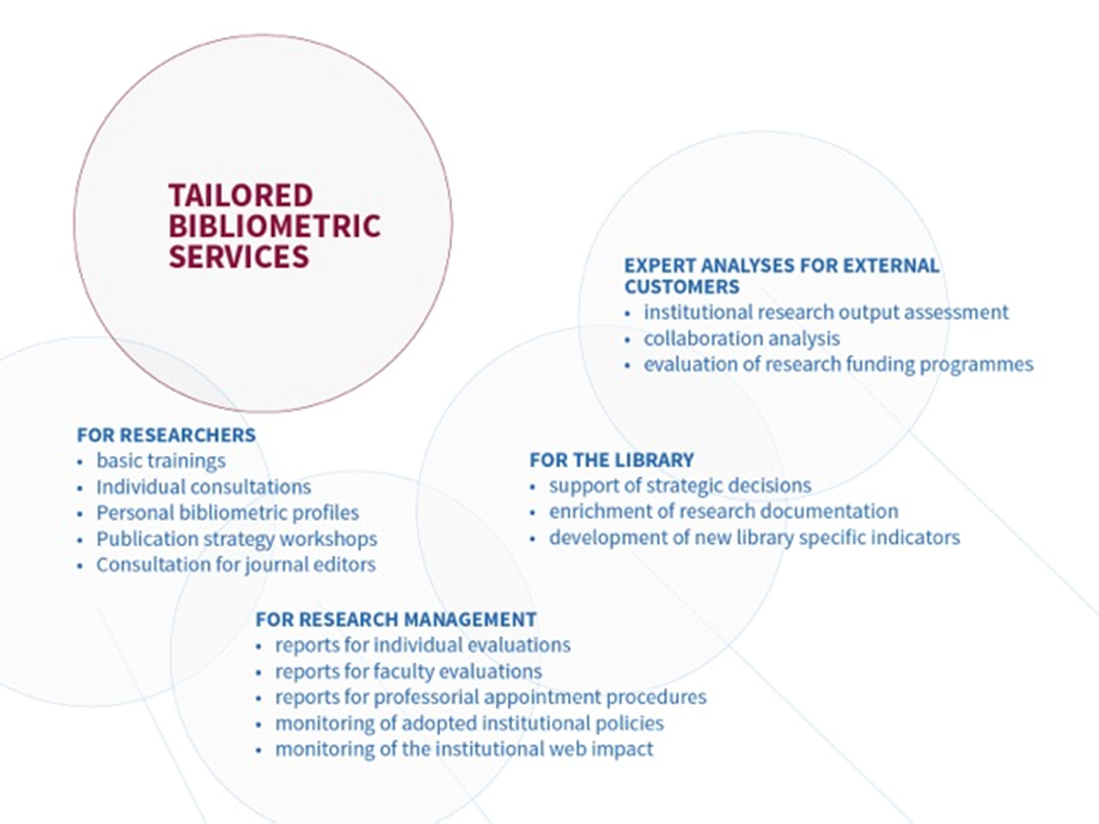 TAILORED
BIBLIOMETRIC
SERVICES
EXPERT ANALYSES FOR EXTERNAL
CUSTOMERS
• institutional research output assessment
• collaboration analysis
• evaluation of research funding programmes
FOR RESEARCHERS
• basic trainings
• Individual consultations
• Personal bibliometric profiles
• Publication strategy workshops
• Consultation for journal editors
FOR THE LIBRARY
• support of strategic decisions
• enrichment of research documentation
• development of new library specific indicators
FOR RESEARCH MANAGEMENT
• reports for individual evaluations
• reports for faculty evaluations
• reports for professorial appointment procedures
• monitoring of adopted institutional policies
• monitoring of the institutional web impact